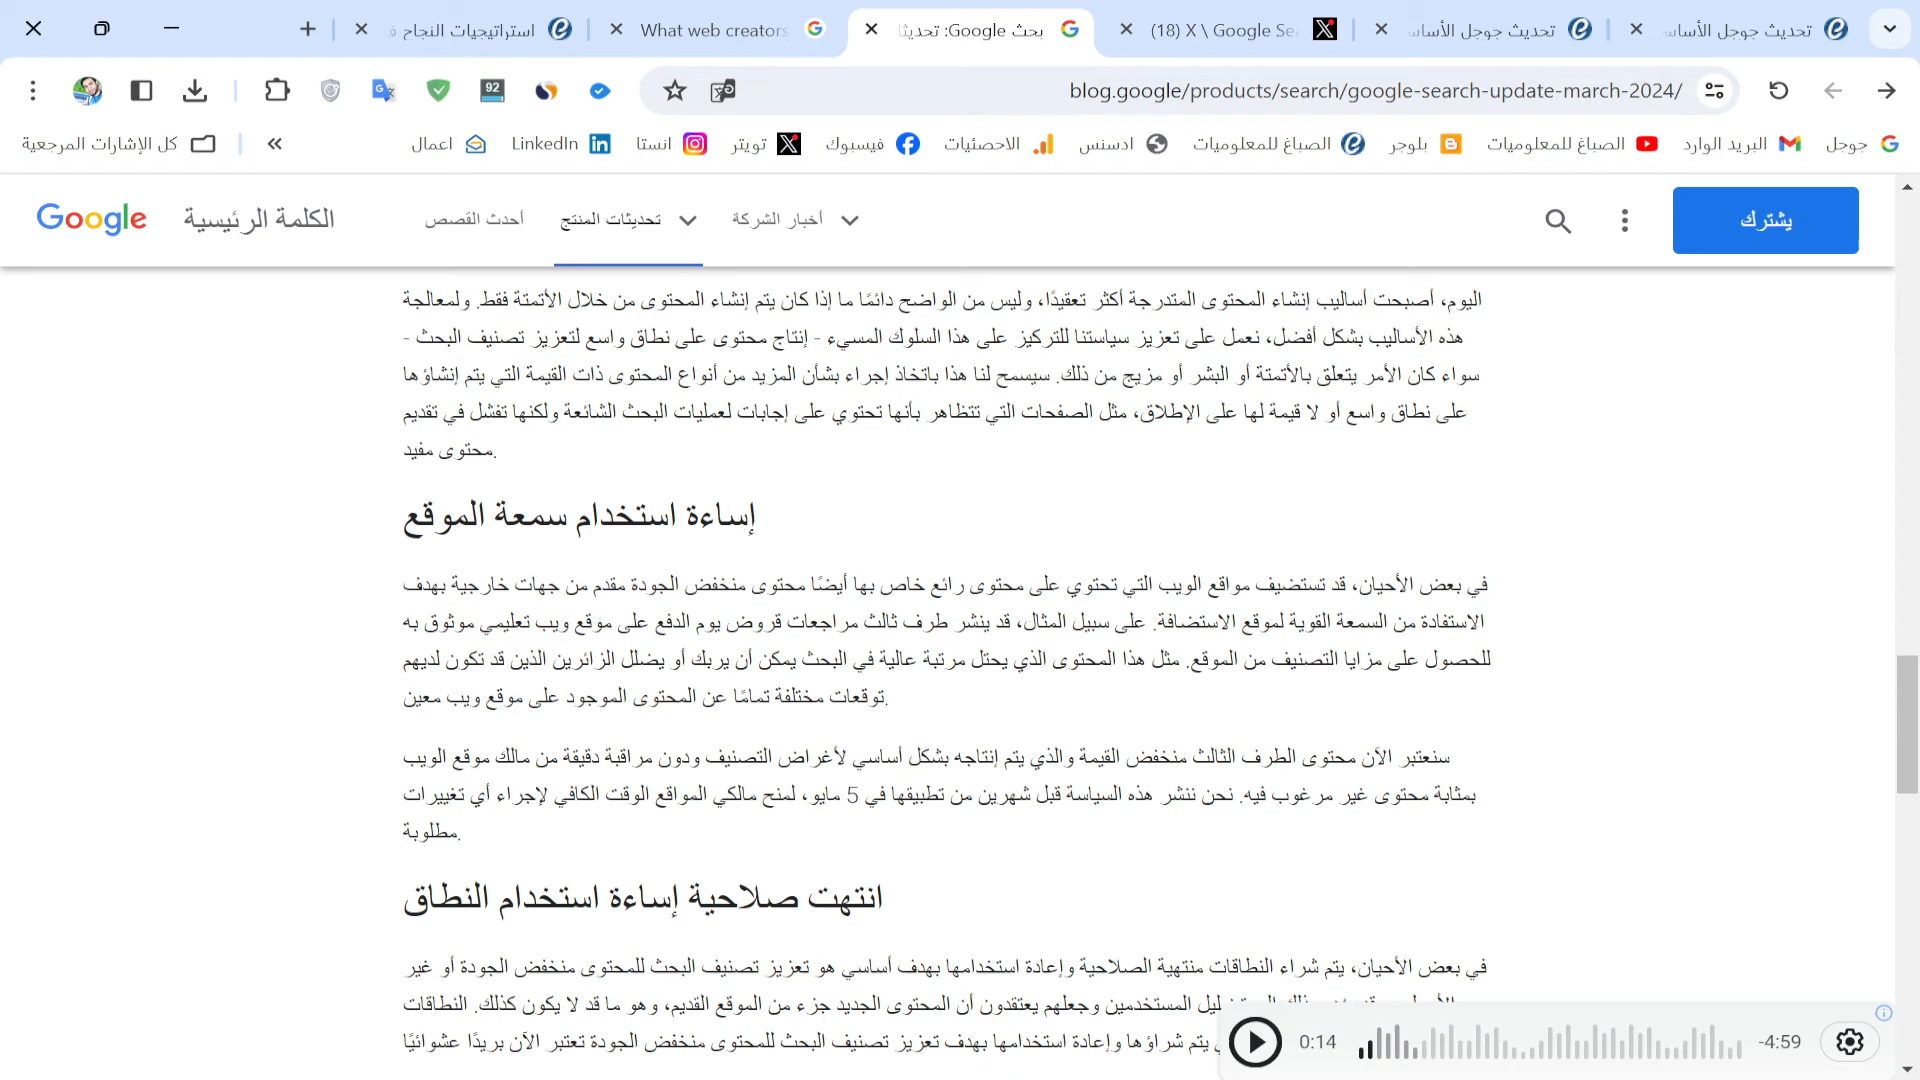 استراتيجيات النجاح
What web creators
بحث Google: تحديثا
(18) X \ Google Se
تحديث جوجل الأساس
تحديث جوجل الأساس
92
blog.google/products/search/google-search-update-march-2024/
كل الإشارات المرجعية
اعمال
LinkedIn
انستا
تويتر
فيسبوك
الاحصئيات
ادسنس
الصباغ للمعلوميات
بلوجر
الصباغ للمعلوميات
البريد الوارد
جوجل
Google الكلمة الرئيسية
أحدث القصص
تحديثات المنتج
أخبار الشركة
يشترك
اليوم، أصبحت أساليب إنشاء المحتوى المتدرجة أكثر تعقيدًا، وليس من الواضح دائمًا ما إذا كان يتم إنشاء المحتوى من خلال الأتمتة فقط. ولمعالجة
هذه الأساليب بشكل أفضل، نعمل على تعزيز سياستنا للتركيز على هذا السلوك المسيء - إنتاج محتوى على نطاق واسع لتعزيز تصنيف البحث -
سواء كان الأمر يتعلق بالأتمتة أو البشر أو مزيج من ذلك. سيسمح لنا هذا باتخاذ إجراء بشأن المزيد من أنواع المحتوى ذات القيمة التي يتم إنشاؤها
على نطاق واسع أو لا قيمة لها على الإطلاق، مثل الصفحات التي تتظاهر بأنها تحتوي على إجابات لعمليات البحث الشائعة ولكنها تفشل في تقديم
محتوى مفيد.
إساءة استخدام سمعة الموقع
في بعض الأحيان، قد تستضيف مواقع الويب التي تحتوي على محتوى رائع خاص بها أيضًا محتوى منخفض الجودة مقدم من جهات خارجية بهدف
الاستفادة من السمعة القوية لموقع الاستضافة. على سبيل المثال، قد ينشر طرف ثالث مراجعات قروض يوم الدفع على موقع ويب تعليمي موثوق به
للحصول على مزايا التصنيف من الموقع. مثل هذا المحتوى الذي يحتل مرتبة عالية في البحث يمكن أن يربك أو يضلل الزائرين الذين قد تكون لديهم
توقعات مختلفة تمامًا عن المحتوى الموجود على موقع ويب معين.
سنعتبر الآن محتوى الطرف الثالث منخفض القيمة والذي يتم إنتاجه بشكل أساسي لأغراض التصنيف ودون مراقبة دقيقة من مالك موقع الويب
بمثابة محتوى غير مرغوب فيه. نحن ننشر هذه السياسة قبل شهرين من تطبيقها في 5 مايو، لمنح مالكي المواقع الوقت الكافي لإجراء أي تغييرات
مطلوبة.
انتهت صلاحية إساءة استخدام النطاق
في بعض الأحيان، يتم شراء النطاقات منتهية الصلاحية وإعادة استخدامها بهدف أساسي هو تعزيز تصنيف البحث للمحتوى منخفض الجودة أو غير
المستخدمين وجعلهم يعتقدون أن المحتوى الجديد جزء من الموقع القديم، وهو ما قد لا يكون كذلك. النطاقات
يتم شراؤها وإعادة استخدامها بهدف تعزيز تصنيف البحث للمحتوى منخفض الجودة تعتبر الآن بريدًا عشوائيًا
0:14
-4:59